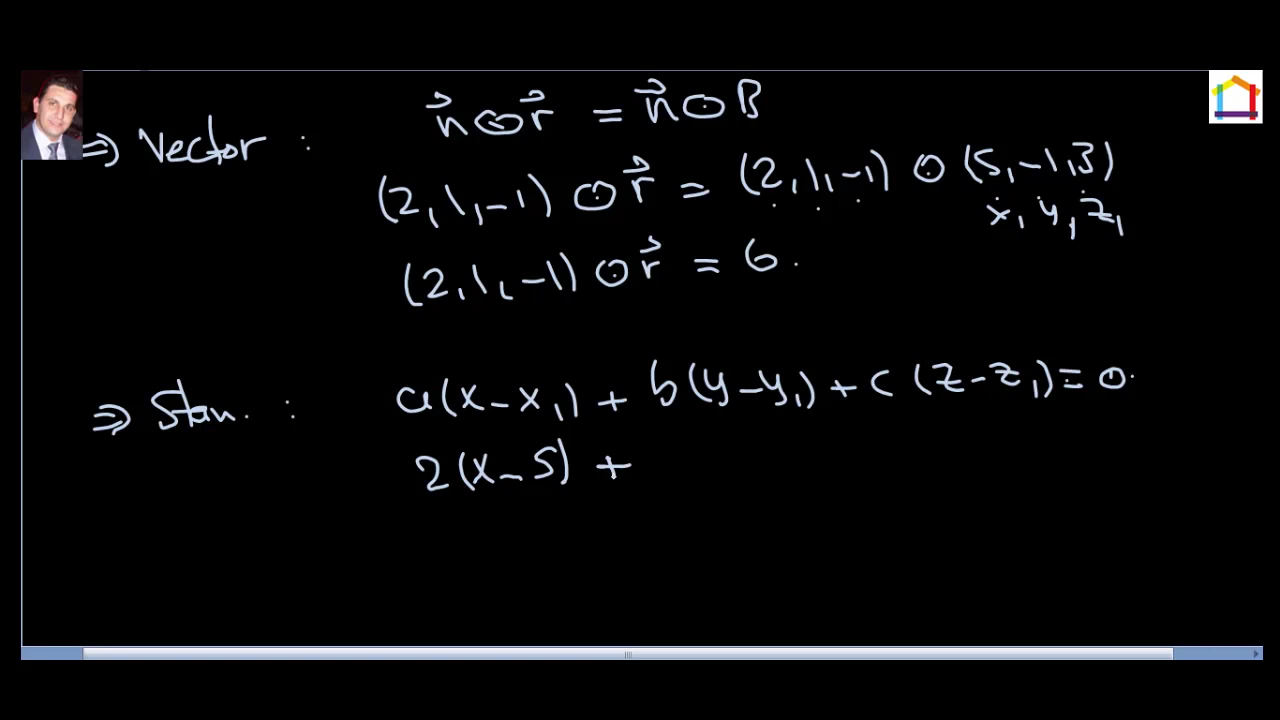 ⇒ Vector : n⃗ ⊙ r⃗ = n⃗ ⊙ B
(2, 1, -1) ⊙ r⃗ = (2, 1, -1) ⊙ (5, -1, 3)
x₁ y₁ z₁
(2, 1, -1) ⊙ r⃗ = 6.
⇒ Stan. : a(x - x₁) + b(y - y₁) + c(z - z₁) = 0.
2(x - 5) +